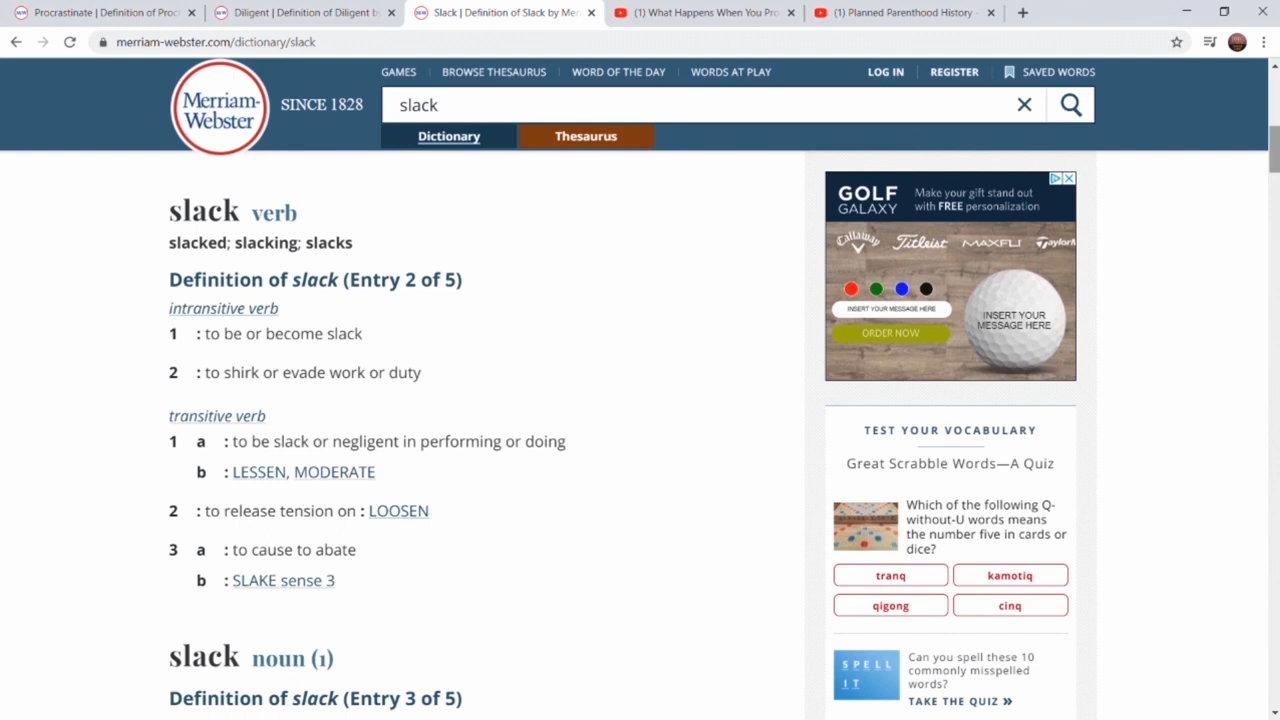 Procrastinate | Definition of Proc
Diligent | Definition of Diligent b
Slack | Definition of Slack by Mer
(1) What Happens When You Pro
(1) Planned Parenthood History -
merriam-webster.com/dictionary/slack
GAMES
BROWSE THESAURUS
WORD OF THE DAY
WORDS AT PLAY
LOG IN
REGISTER
SAVED WORDS
Merriam-
Webster
SINCE 1828
slack
Dictionary
Thesaurus
slack verb
slacked; slacking; slacks
Definition of slack (Entry 2 of 5)
intransitive verb
1 : to be or become slack
2 : to shirk or evade work or duty
transitive verb
1 a : to be slack or negligent in performing or doing
b : LESSEN, MODERATE
2 : to release tension on : LOOSEN
3 a : to cause to abate
b : SLAKE sense 3
slack noun (1)
Definition of slack (Entry 3 of 5)
GOLF
GALAXY
Make your gift stand out
with FREE personalization
Callaway
Titleist
MAXFLI
TaylorM
INSERT YOUR MESSAGE HERE
ORDER NOW
INSERT YOUR
MESSAGE HERE
TEST YOUR VOCABULARY
Great Scrabble Words—A Quiz
Which of the following Q-
without-U words means
the number five in cards or
dice?
tranq
kamotiq
qigong
cinq
SPELL
IT
Can you spell these 10
commonly misspelled
words?
TAKE THE QUIZ »